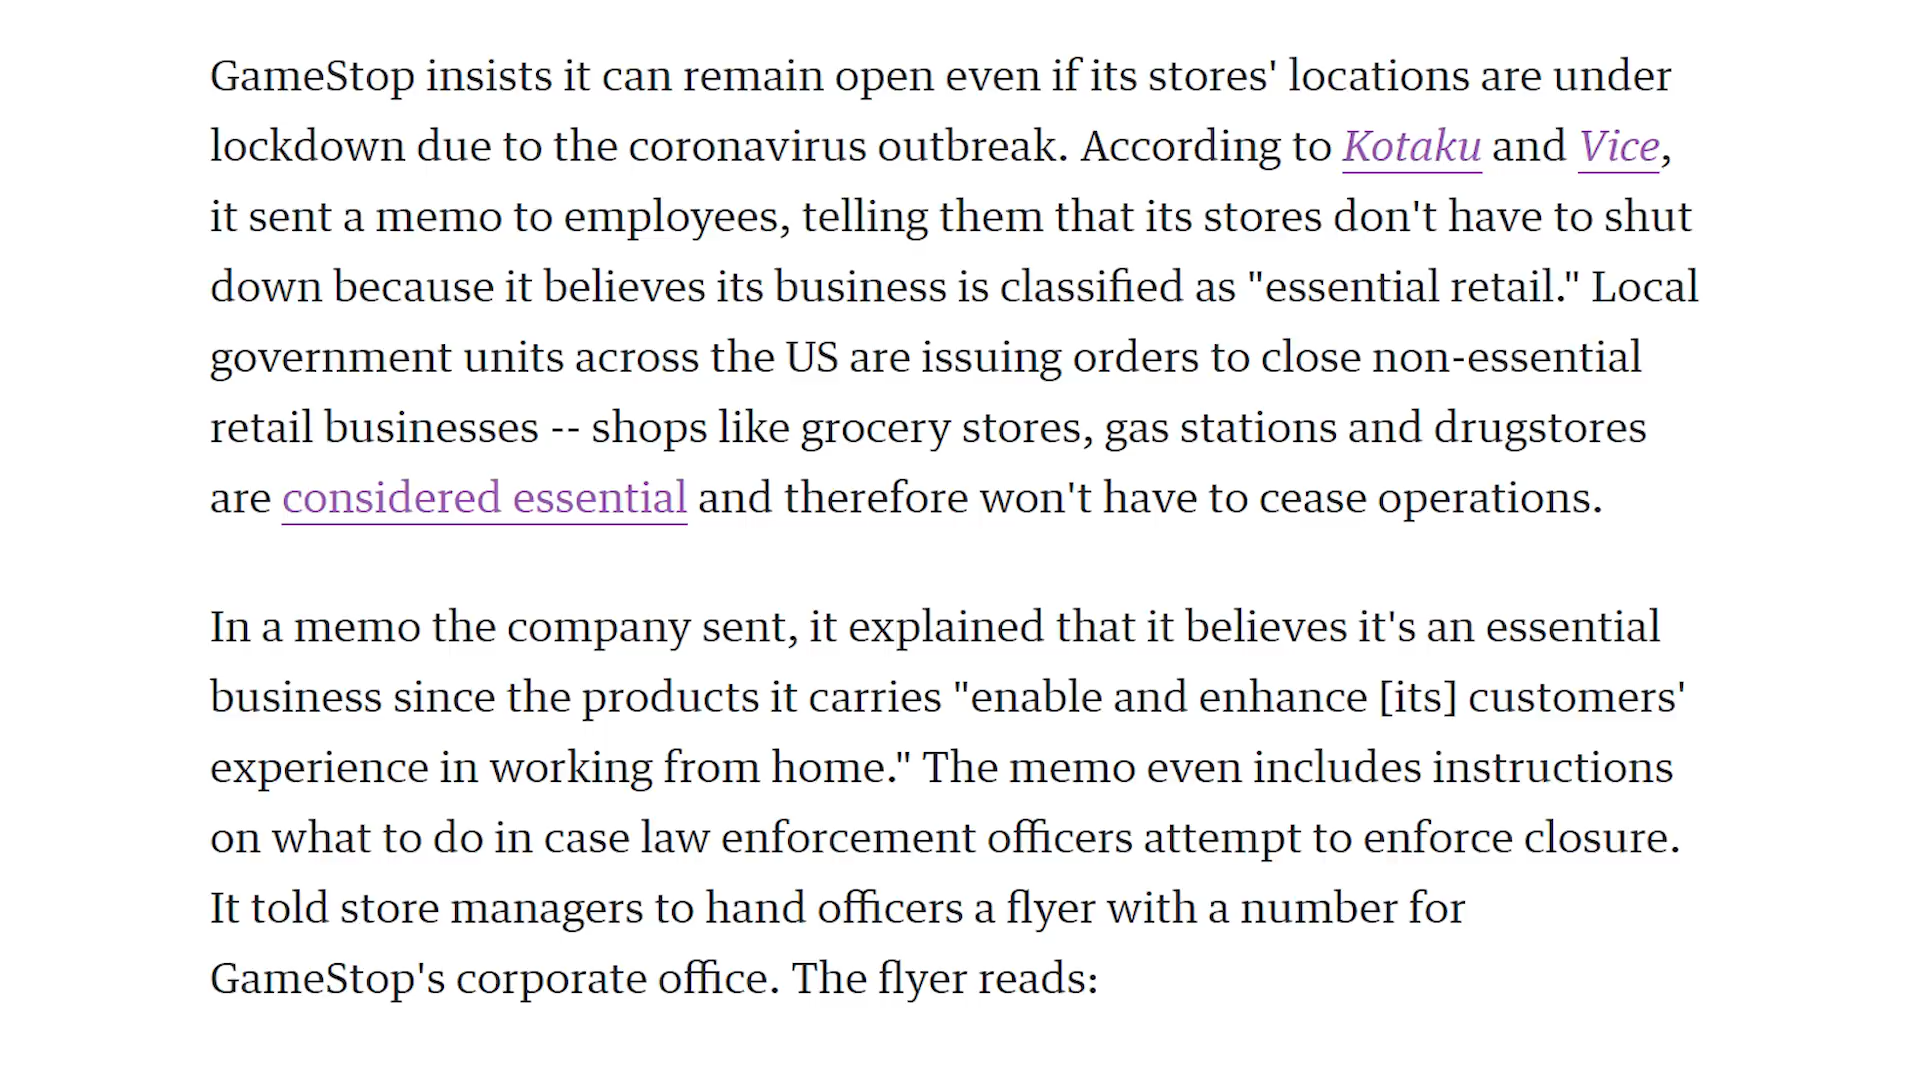 GameStop insists it can remain open even if its stores' locations are under
lockdown due to the coronavirus outbreak. According to Kotaku and Vice,
it sent a memo to employees, telling them that its stores don't have to shut
down because it believes its business is classified as "essential retail." Local
government units across the US are issuing orders to close non-essential
retail businesses -- shops like grocery stores, gas stations and drugstores
are considered essential and therefore won't have to cease operations.
In a memo the company sent, it explained that it believes it's an essential
business since the products it carries "enable and enhance [its] customers'
experience in working from home." The memo even includes instructions
on what to do in case law enforcement officers attempt to enforce closure.
It told store managers to hand officers a flyer with a number for
GameStop's corporate office. The flyer reads: